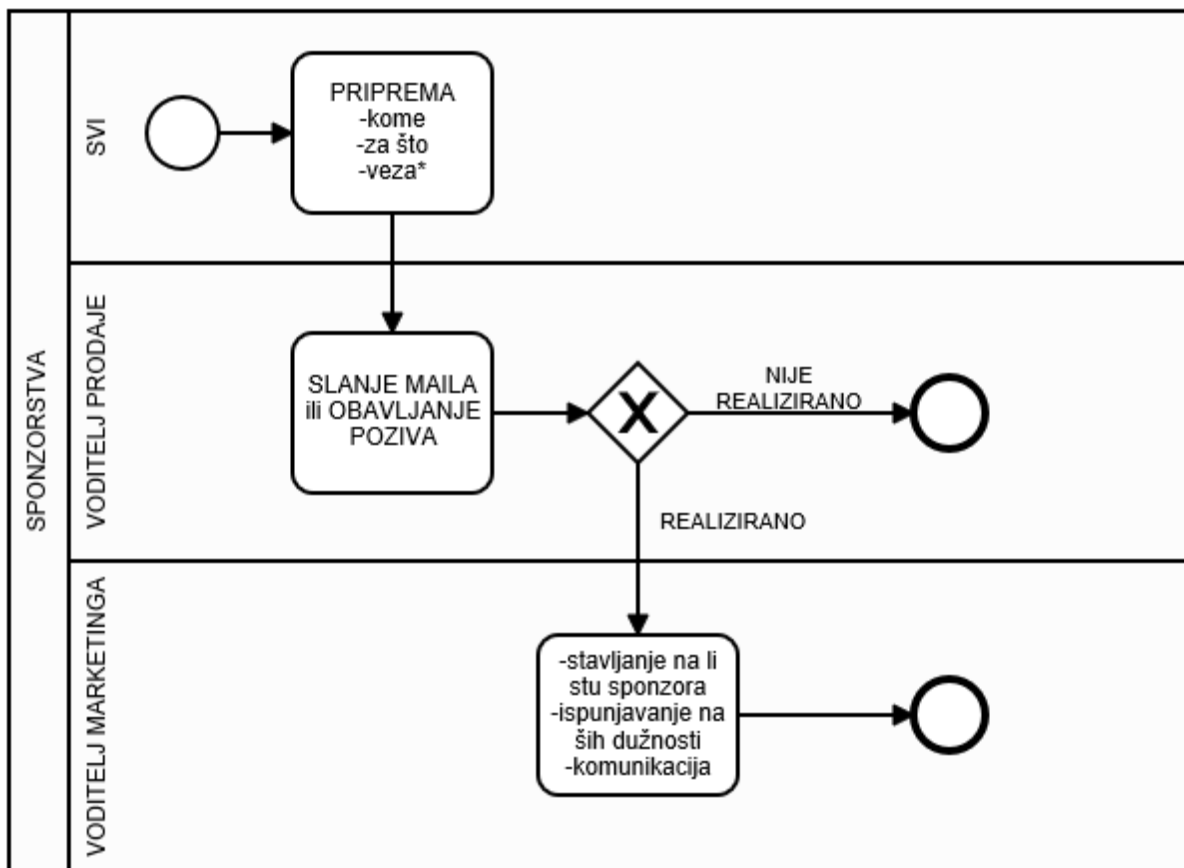 SPONZORSTVA
SVI
PRIPREMA
-kome
-za što
-veza*
VODITELJ PRODAJE
SLANJE MAILA
ili OBAVLJANJE
POZIVA
X
NIJE
REALIZIRANO
REALIZIRANO
VODITELJ MARKETINGA
-stavljanje na li
stu sponzora
-ispunjavanje na
ših dužnosti
-komunikacija